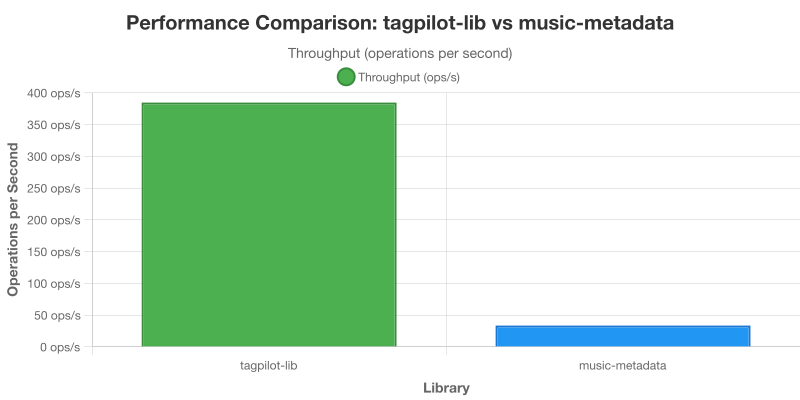 Performance Comparison: tagpilot-lib vs music-metadata
Throughput (operations per second)
Throughput (ops/s)
400 ops/s
350 ops/s
300 ops/s
250 ops/s
200 ops/s
150 ops/s
100 ops/s
50 ops/s
0 ops/s
Operations per Second
tagpilot-lib
music-metadata
Library